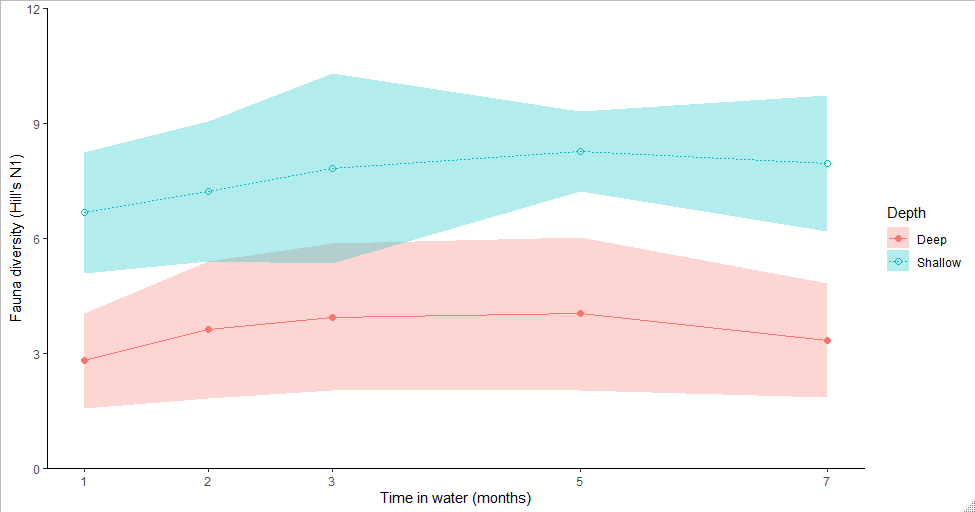 12
9
6
3
0
Fauna diversity (Hill's N1)
1 2 3 5 7
Time in water (months)
Depth
Deep
Shallow